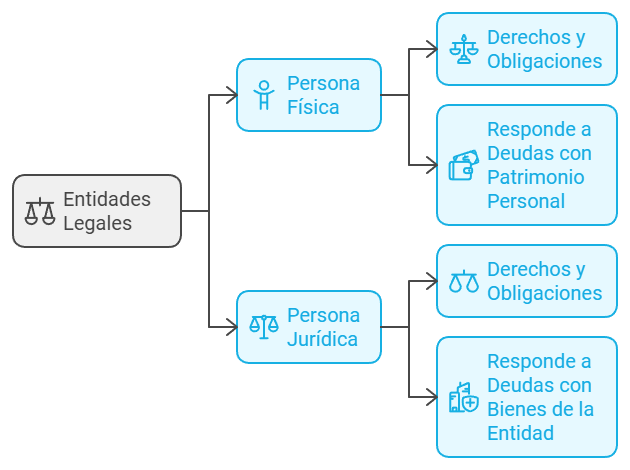 Entidades
Legales
Persona
Física
Derechos y
Obligaciones
Responde a
Deudas con
Patrimonio
Personal
Persona
Jurídica
Derechos y
Obligaciones
Responde a
Deudas con
Bienes de la
Entidad